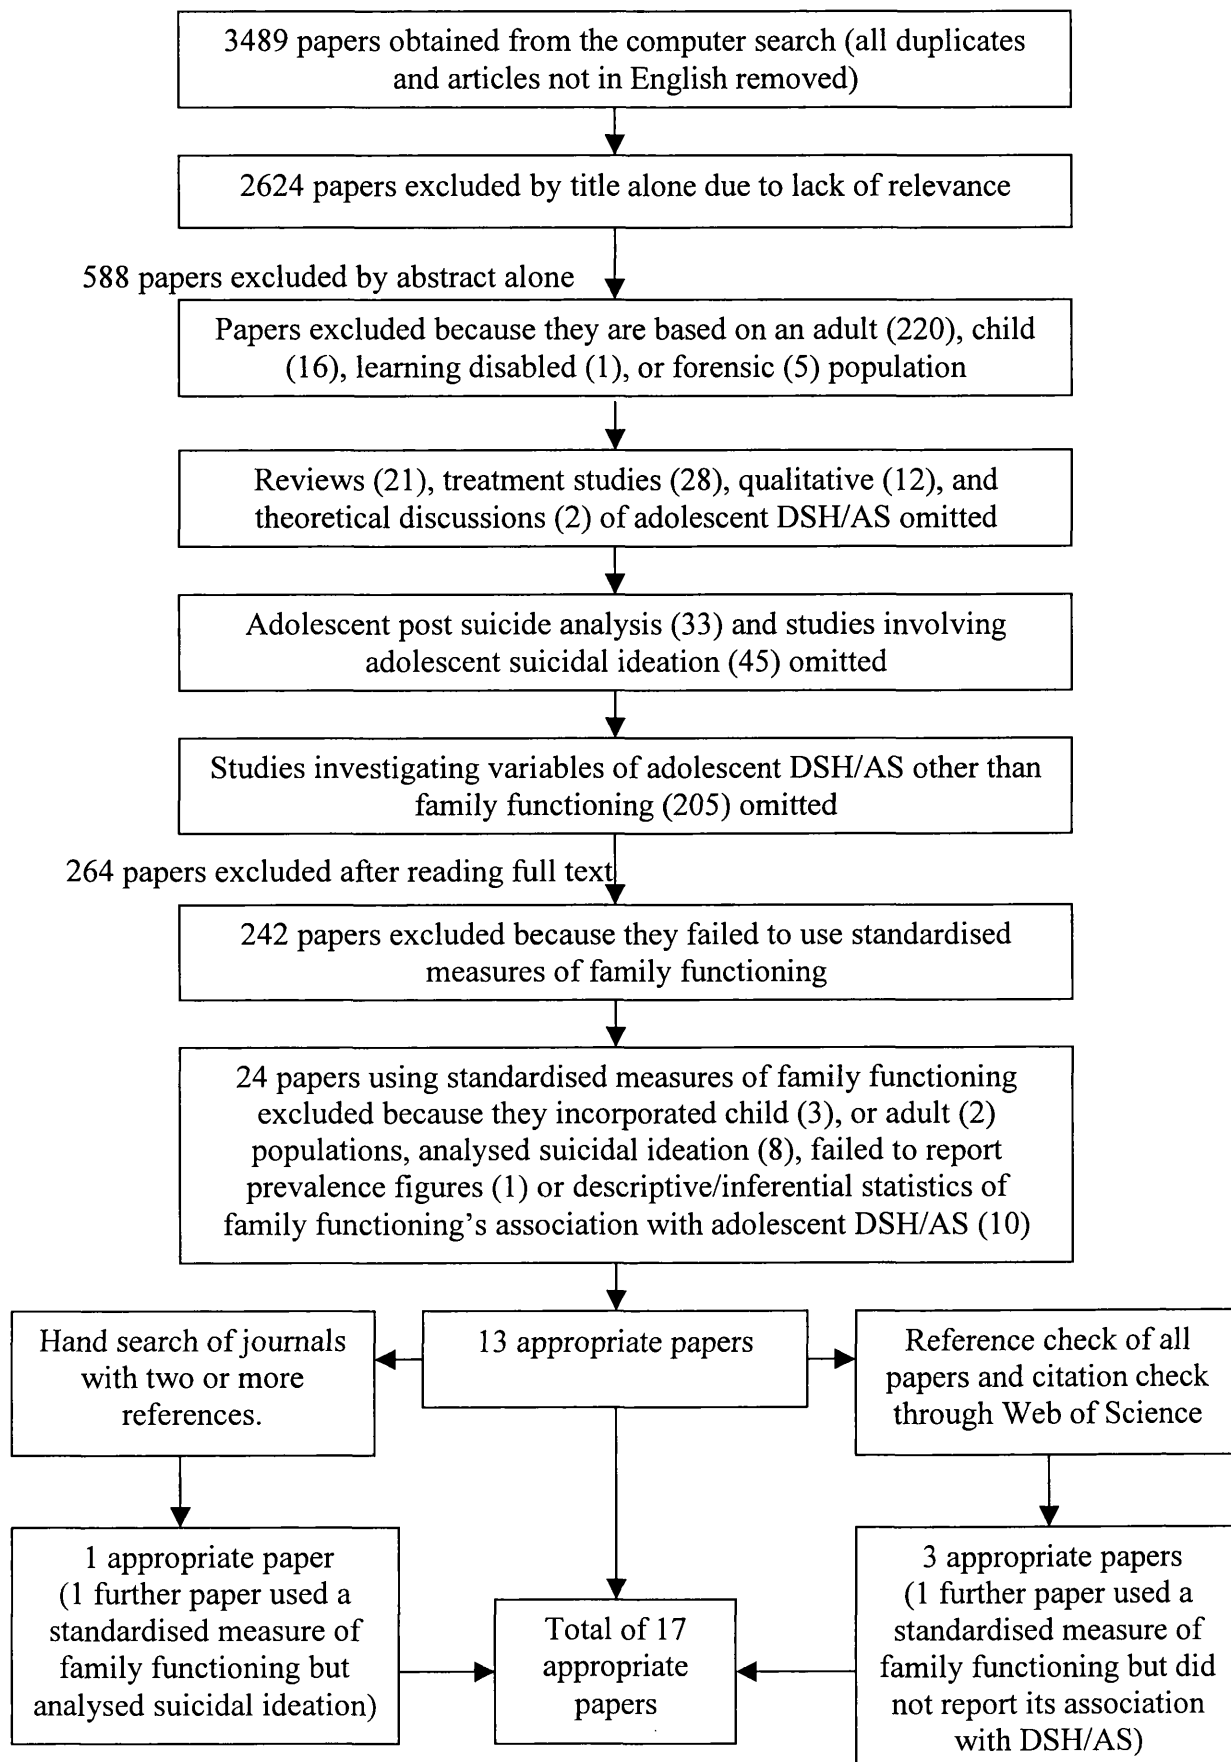 3489 papers obtained from the computer search (all duplicates
and articles not in English removed)
2624 papers excluded by title alone due to lack of relevance
588 papers excluded by abstract alone
Papers excluded because they are based on an adult (220), child
(16), learning disabled (1), or forensic (5) population
Reviews (21), treatment studies (28), qualitative (12), and
theoretical discussions (2) of adolescent DSH/AS omitted
Adolescent post suicide analysis (33) and studies involving
adolescent suicidal ideation (45) omitted
Studies investigating variables of adolescent DSH/AS other than
family functioning (205) omitted
264 papers excluded after reading full text
242 papers excluded because they failed to use standardised
measures of family functioning
24 papers using standardised measures of family functioning
excluded because they incorporated child (3), or adult (2)
populations, analysed suicidal ideation (8), failed to report
prevalence figures (1) or descriptive/inferential statistics of
family functioning's association with adolescent DSH/AS (10)
Hand search of journals
with two or more
references.
13 appropriate papers
Reference check of all
papers and citation check
through Web of Science
1 appropriate paper
(1 further paper used a
standardised measure of
family functioning but
analysed suicidal ideation)
Total of 17
appropriate
papers
3 appropriate papers
(1 further paper used a
standardised measure of
family functioning but did
not report its association
with DSH/AS)